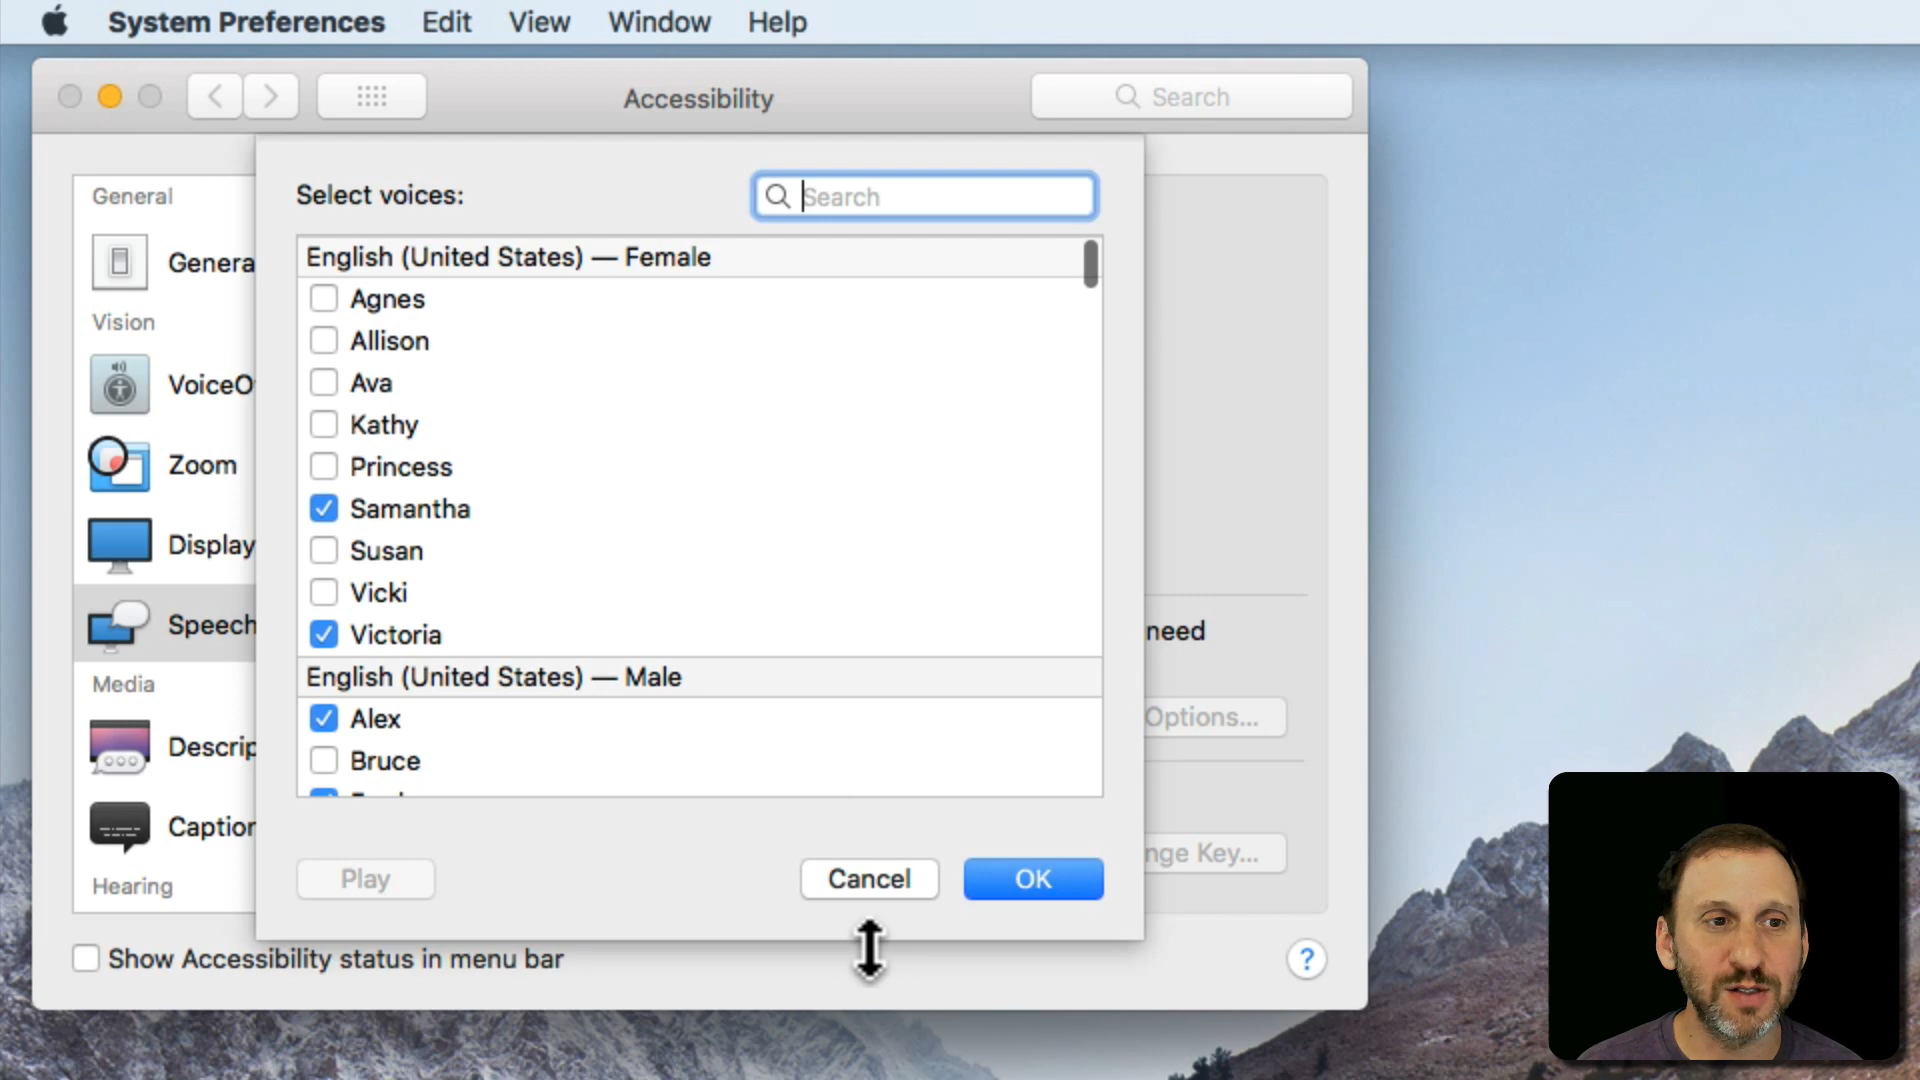 System Preferences Edit View Window Help
Accessibility
Search
Select voices:
Search
English (United States) — Female
Agnes
Allison
Ava
Kathy
Princess
Samantha
Susan
Vicki
Victoria
English (United States) — Male
Alex
Bruce
Play
Cancel
OK
General
Genera
Vision
VoiceO
Zoom
Display
Speech
Media
Descrip
Caption
Hearing
need
Options...
nge Key...
Show Accessibility status in menu bar
?